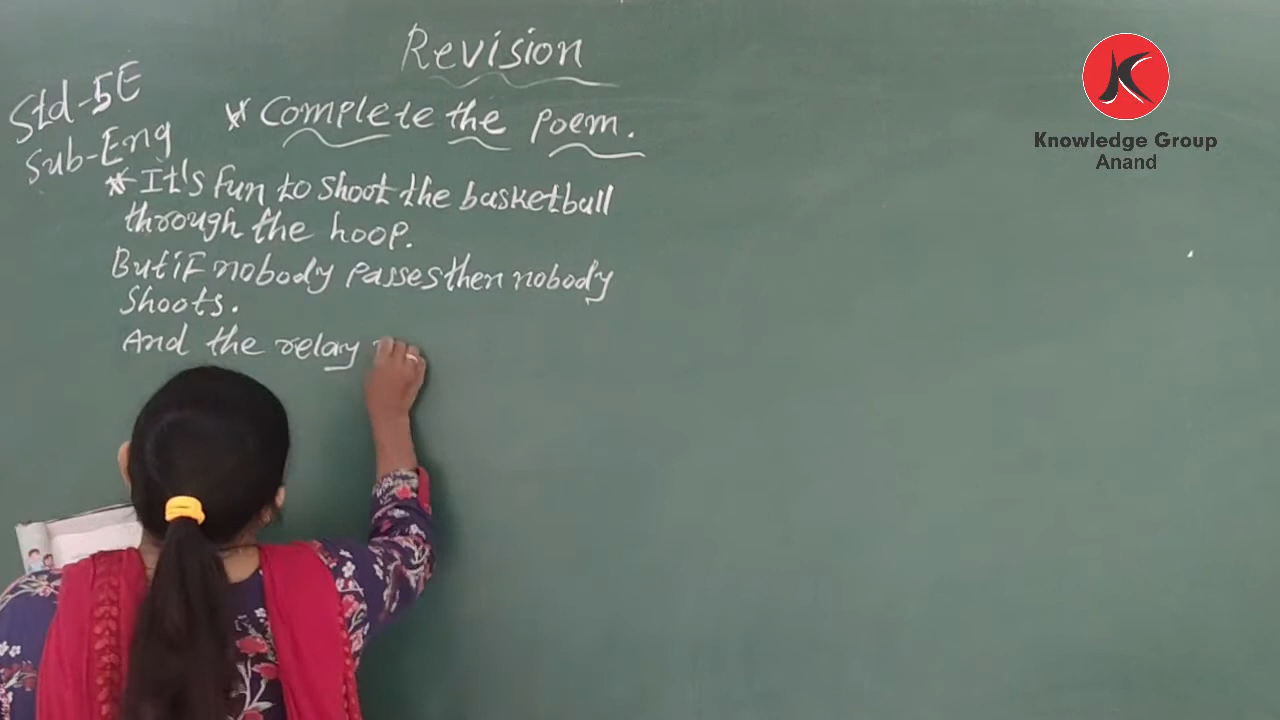 Revision
Std-5E
Sub-Eng
* Complete the poem.
* It's fun to shoot the basketball
through the hoop.
But if nobody passes then nobody
shoots.
And the relay
Knowledge Group
Anand